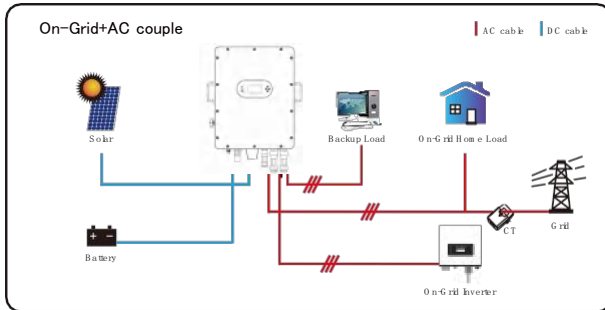 On-Grid+AC couple
AC cable
DC cable
Solar
Backup Load
On-Grid Home Load
CT
Grid
Battery
On-Grid Inverter